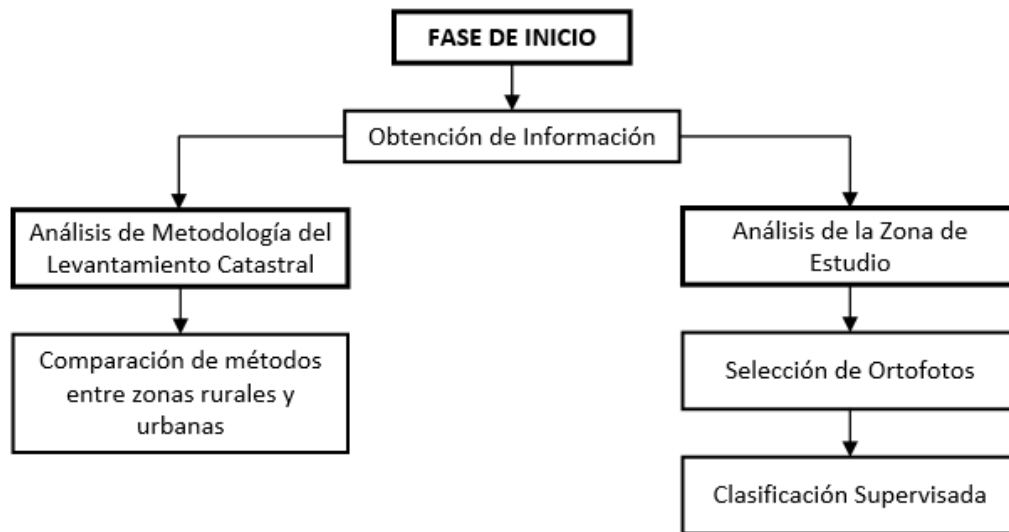 FASE DE INICIO
Obtención de Información
Análisis de Metodología del
Levantamiento Catastral
Comparación de métodos
entre zonas rurales y
urbanas
Análisis de la Zona de
Estudio
Selección de Ortofotos
Clasificación Supervisada